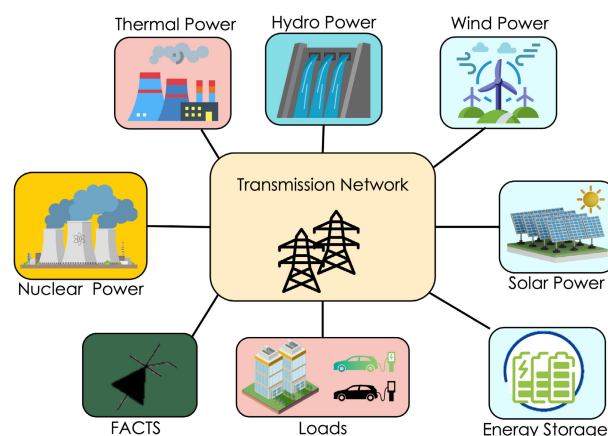 Thermal Power
Hydro Power
Wind Power
Transmission Network
Nuclear Power
Solar Power
FACTS
Loads
Energy Storage